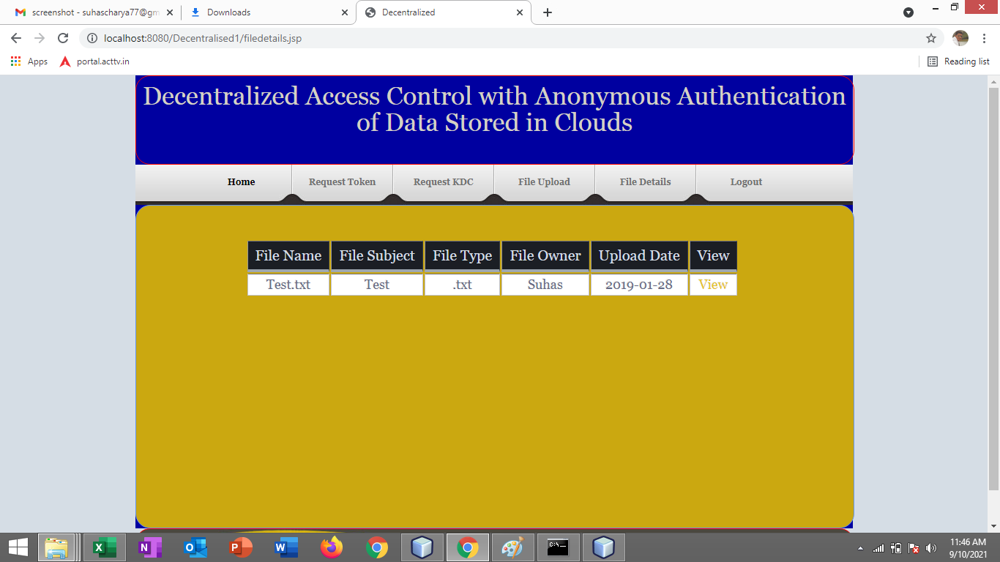 screenshot - suhascharya77@gm
Downloads
Decentralized
localhost:8080/Decentralised1/filedetails.jsp
Apps
portal.acttv.in
Reading list
Decentralized Access Control with Anonymous Authentication
of Data Stored in Clouds
Home Request Token Request KDC File Upload File Details Logout
File Name File Subject File Type File Owner Upload Date View
Test.txt Test .txt Suhas 2019-01-28 View
11:46 AM
9/10/2021